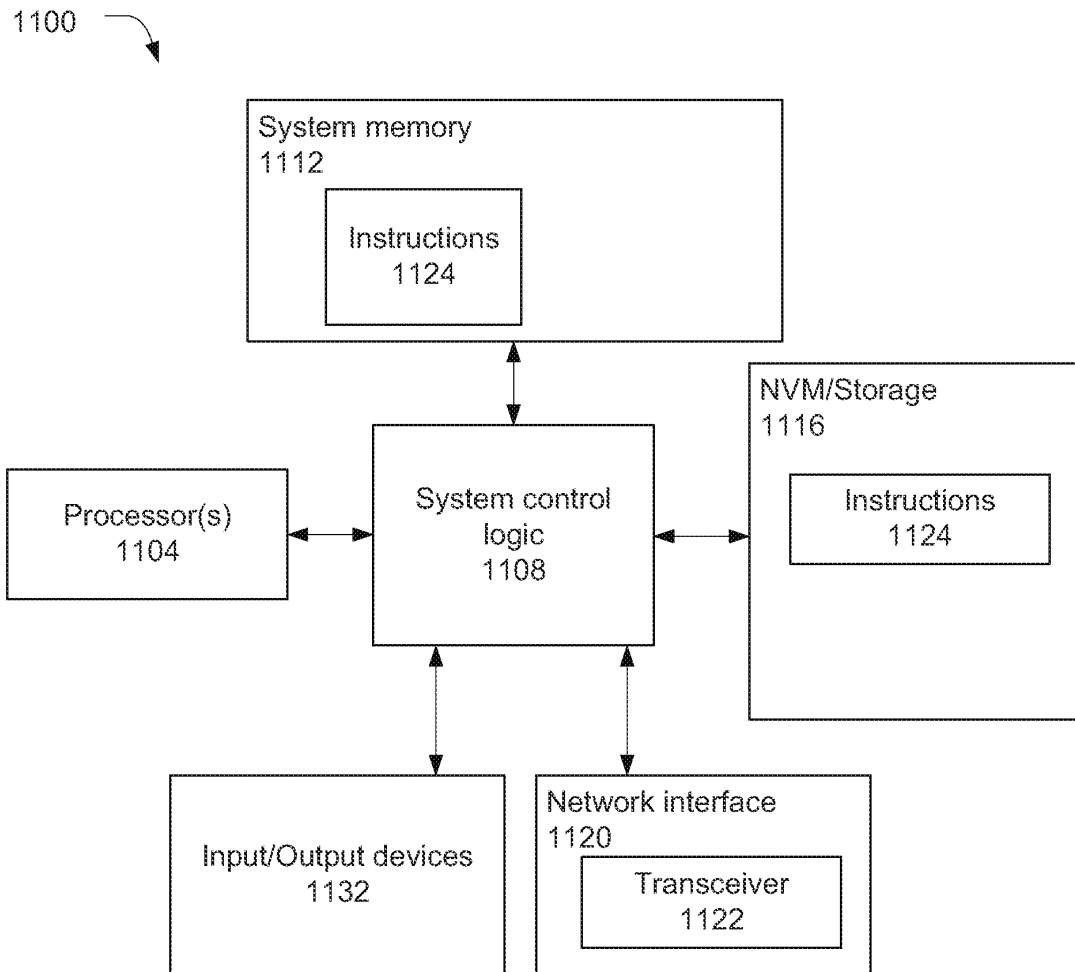 1100
System memory
1112
Instructions
1124
NVM/Storage
1116
Instructions
1124
Processor(s)
1104
System control
logic
1108
Input/Output devices
1132
Network interface
1120
Transceiver
1122